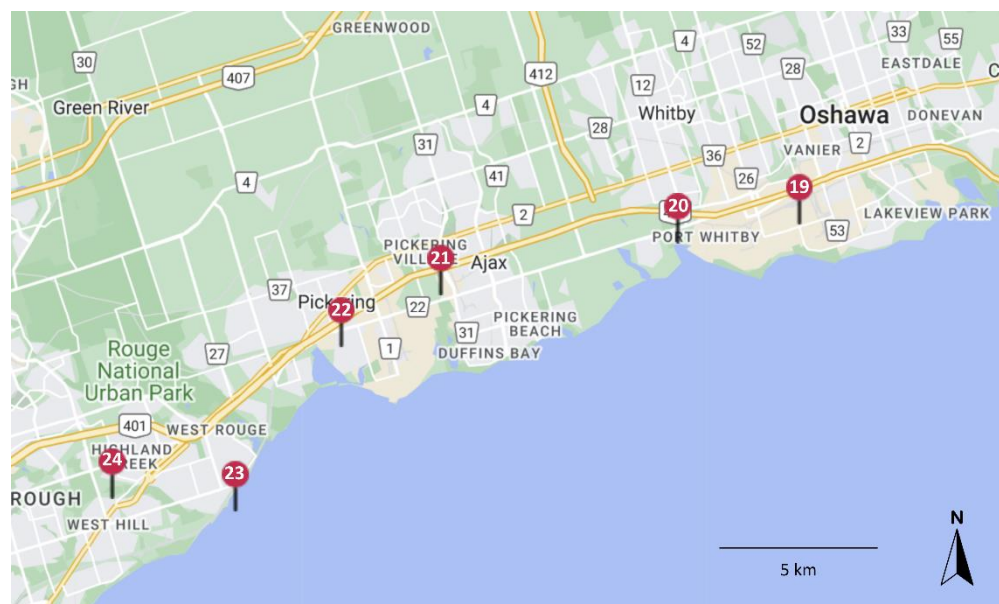 GREENWOOD
30
407
GH
Green River
4
52
33
55
EASTDALE
28
412
12
C
Whitby
Oshawa
DONEVAN
4
31
28
VANIER
2
36
41
26
19
4
2
20
LAKEVIEW PARK
PORT WHITBY
53
PICKERING
VILLAGE
21
Ajax
37
Pickering
22
22
PICKERING
BEACH
31
1
DUFFINS BAY
27
Rouge
National
Urban Park
401
WEST ROUGE
HIGHLAND
CREEK
24
23
ROUGH
WEST HILL
N
5 km